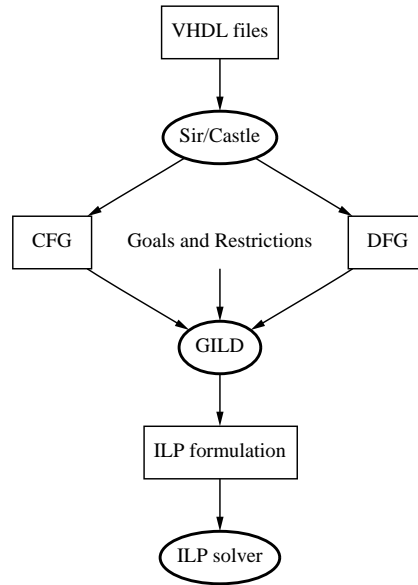 VHDL files
Sir/Castle
CFG
Goals and Restrictions
DFG
GILD
ILP formulation
ILP solver